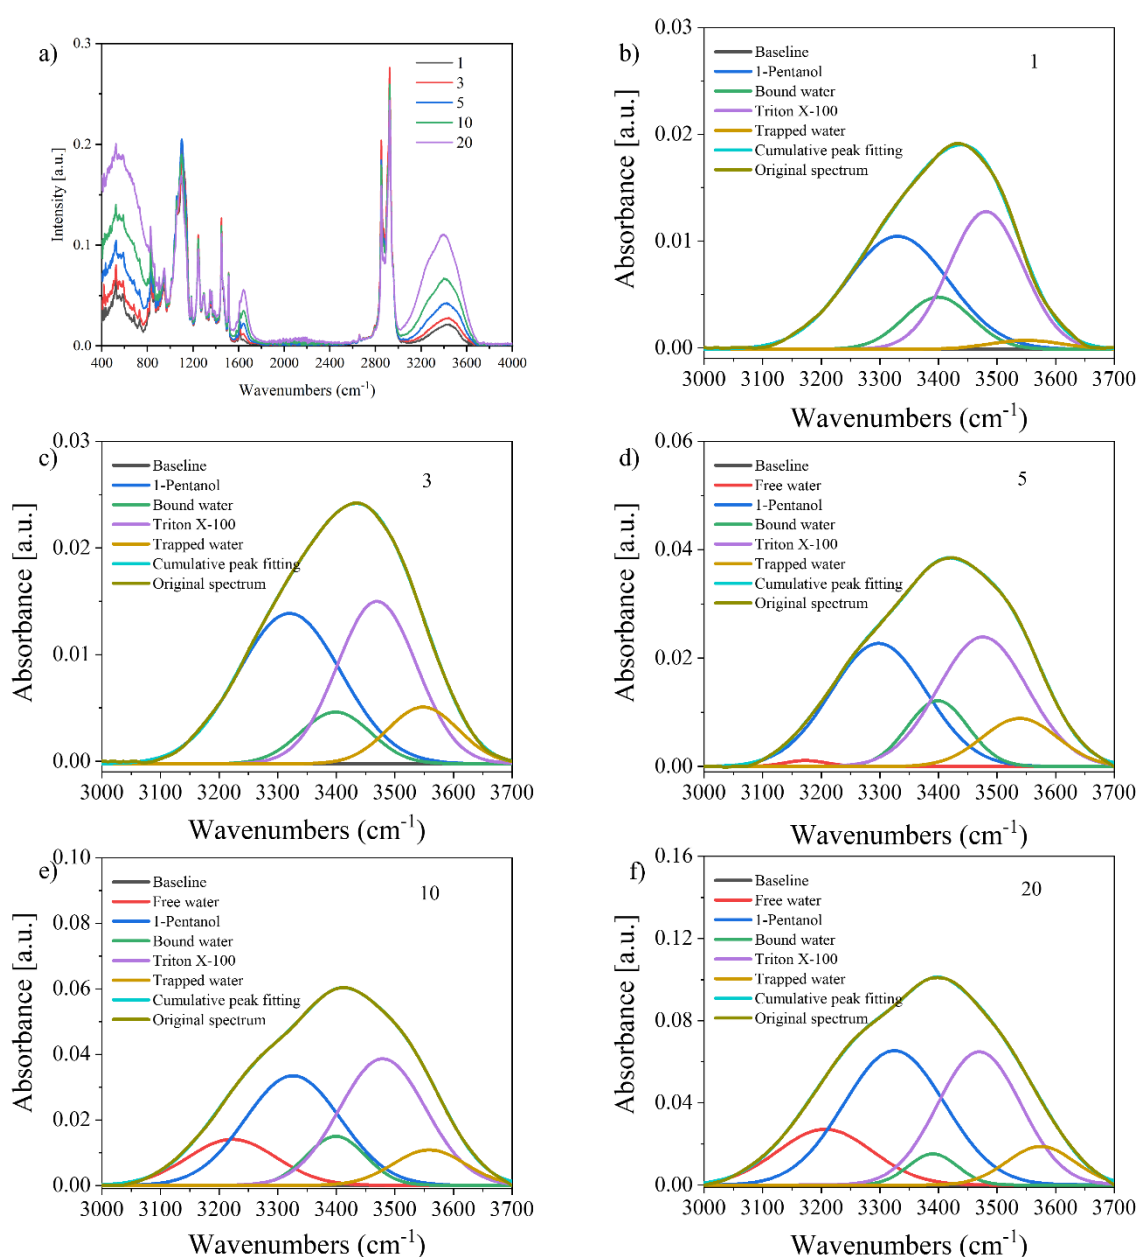 a)
0.3
0.2
0.1
0.0
Intensity [a.u.]
1
3
5
10
20
400 800 1200 1600 2000 2400 2800 3200 3600 4000
Wavenumbers (cm⁻¹)
b)
0.03
0.02
0.01
0.00
Absorbance [a.u.]
1
Baseline
1-Pentanol
Bound water
Triton X-100
Trapped water
Cumulative peak fitting
Original spectrum
3000 3100 3200 3300 3400 3500 3600 3700
Wavenumbers (cm⁻¹)
c)
0.03
0.02
0.01
0.00
Absorbance [a.u.]
3
Baseline
1-Pentanol
Bound water
Triton X-100
Trapped water
Cumulative peak fitting
Original spectrum
3000 3100 3200 3300 3400 3500 3600 3700
Wavenumbers (cm⁻¹)
d)
0.06
0.04
0.02
0.00
Absorbance [a.u.]
5
Baseline
Free water
1-Pentanol
Bound water
Triton X-100
Trapped water
Cumulative peak fitting
Original spectrum
3000 3100 3200 3300 3400 3500 3600 3700
Wavenumbers (cm⁻¹)
e)
0.10
0.08
0.06
0.04
0.02
0.00
Absorbance [a.u.]
10
Baseline
Free water
1-Pentanol
Bound water
Triton X-100
Trapped water
Cumulative peak fitting
Original spectrum
3000 3100 3200 3300 3400 3500 3600 3700
Wavenumbers (cm⁻¹)
f)
0.16
0.12
0.08
0.04
0.00
Absorbance [a.u.]
20
Baseline
Free water
1-Pentanol
Bound water
Triton X-100
Trapped water
Cumulative peak fitting
Original spectrum
3000 3100 3200 3300 3400 3500 3600 3700
Wavenumbers (cm⁻¹)